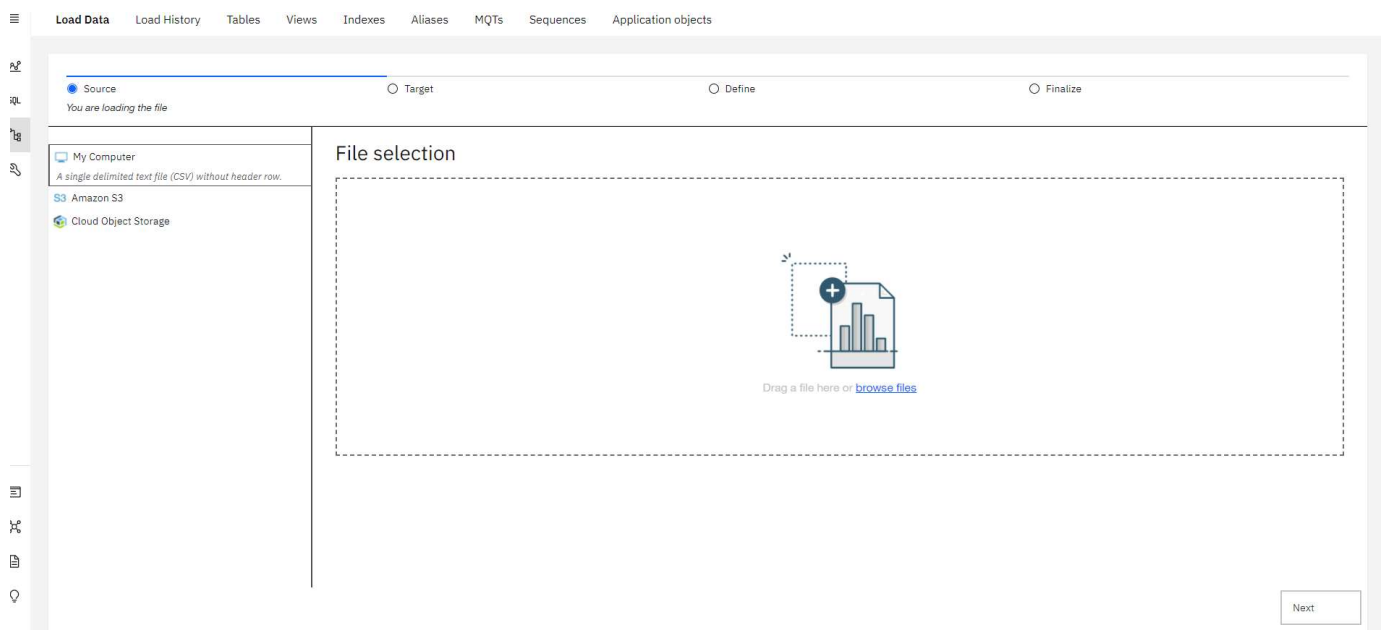 Load Data Load History Tables Views Indexes Aliases MQTs Sequences Application objects
Source Target Define Finalize
You are loading the file
SQL
My Computer
A single delimited text file (CSV) without header row.
S3 Amazon S3
Cloud Object Storage
File selection
Drag a file here or browse files
Next